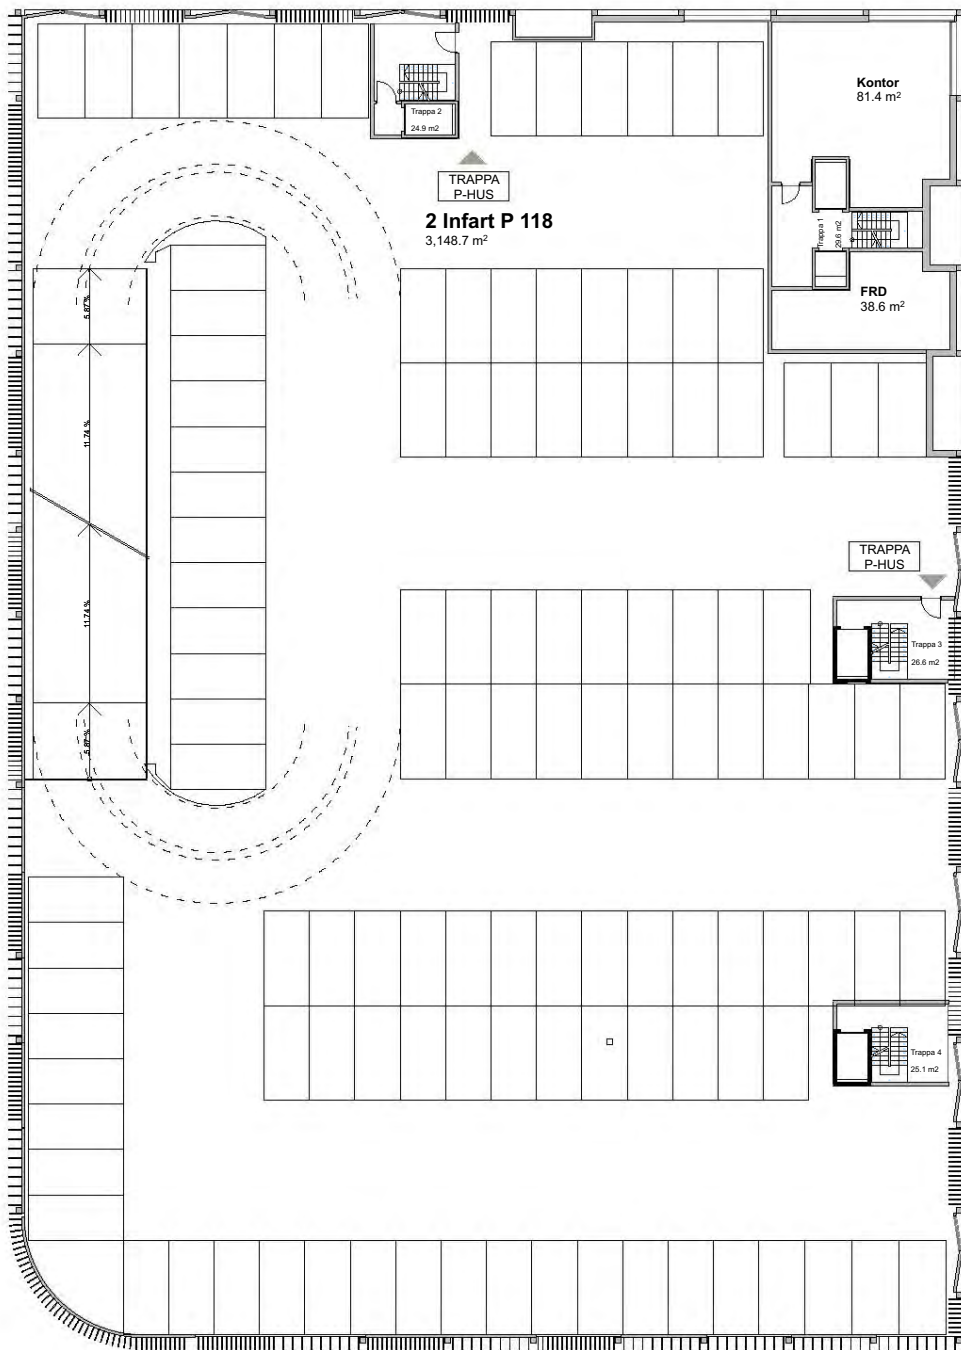 Kontor
81.4 m²
Trappa 2
24.9 m2
TRAPPA
P-HUS
2 Infart P 118
3,148.7 m²
Trappa 1
29.6 m2
FRD
38.6 m²
5.87 %
11.74 %
TRAPPA
P-HUS
11.74 %
Trappa 3
26.6 m2
5.87 %
Trappa 4
25.1 m2